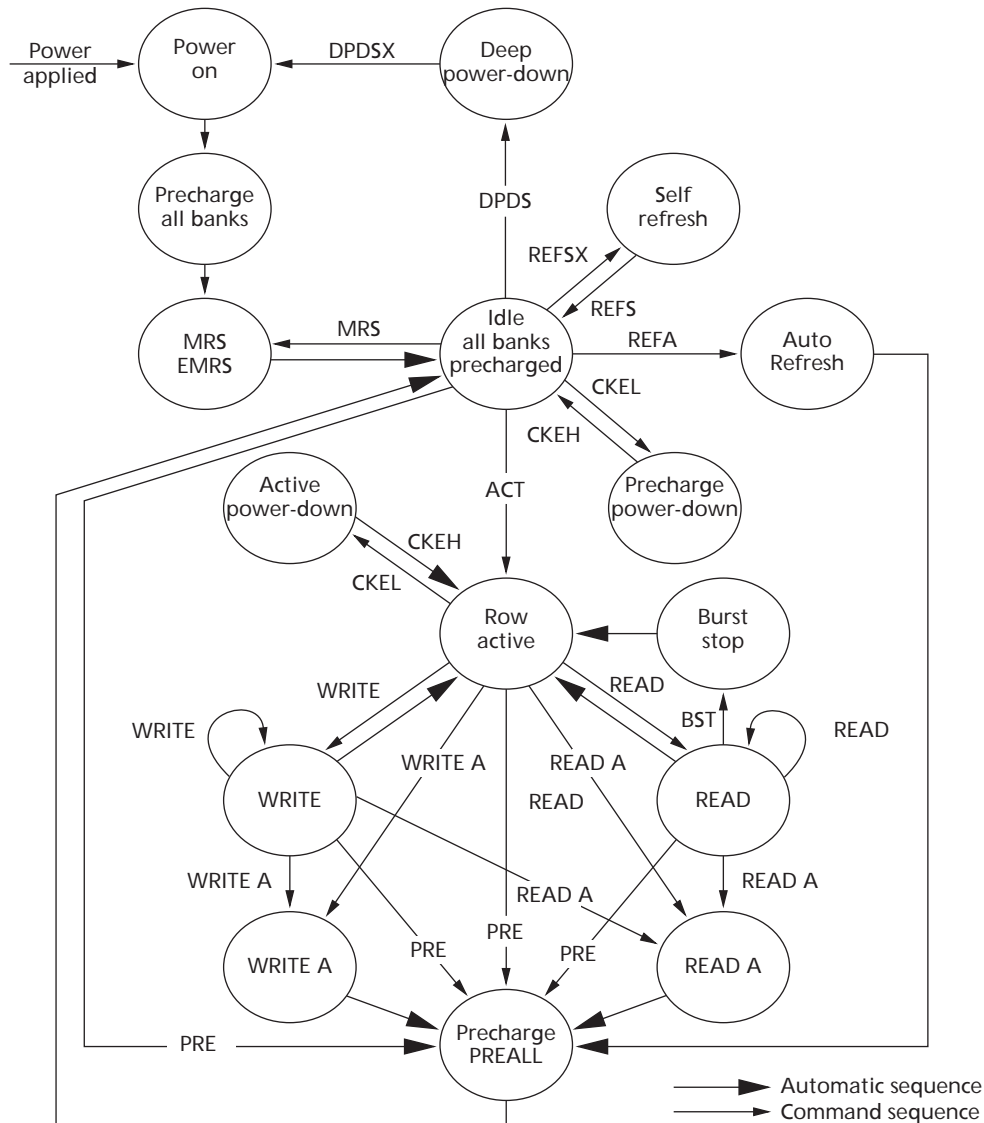 Power
applied
Power
on
DPDSX
Deep
power-down
Precharge
all banks
DPDS
Self
refresh
REFSX
REFS
MRS
EMRS
MRS
Idle
all banks
precharged
REFA
Auto
Refresh
CKEL
CKEH
Active
power-down
ACT
Precharge
power-down
CKEH
CKEL
Row
active
Burst
stop
WRITE
READ
BST
WRITE
READ
WRITE A
READ A
WRITE
READ
READ
WRITE A
READ A
READ A
PRE
PRE
PRE
WRITE A
READ A
PRE
Precharge
PREALL
Automatic sequence
Command sequence